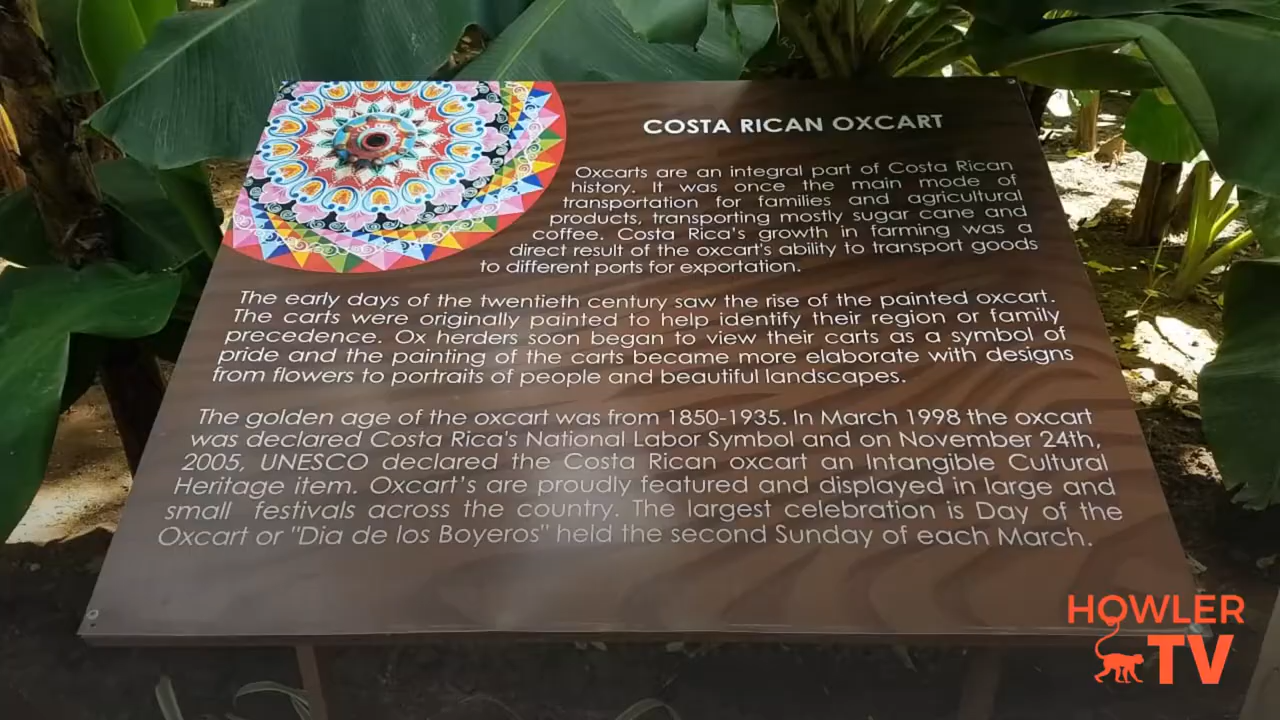 COSTA RICAN OXCART
Oxcarts are an integral part of Costa Rican
history. It was once the main mode of
transportation for families and agricultural
products, transporting mostly sugar cane and
coffee. Costa Rica's growth in farming was a
direct result of the oxcart's ability to transport goods
to different ports for exportation.
The early days of the twentieth century saw the rise of the painted oxcart.
The carts were originally painted to help identify their region or family
precedence. Ox herders soon began to view their carts as a symbol of
pride and the painting of the carts became more elaborate with designs
from flowers to portraits of people and beautiful landscapes.
The golden age of the oxcart was from 1850-1935. In March 1998 the oxcart
was declared Costa Rica's National Labor Symbol and on November 24th,
2005, UNESCO declared the Costa Rican oxcart an Intangible Cultural
Heritage item. Oxcart's are proudly featured and displayed in large and
small festivals across the country. The largest celebration is Day of the
Oxcart or "Dia de los Boyeros" held the second Sunday of each March.
HOWLER
TV